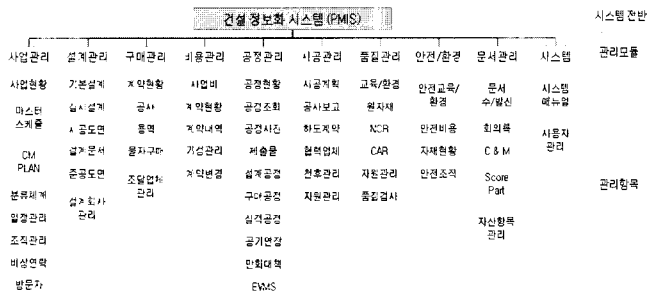 건설 정보화 시스템 (PMIS)
시스템 전반
사업관리 설계관리 구매관리 비용관리 공정관리 시공관리 품질관리 안전/환경 문서관리 시스템
관리모듈
사업현황 기본설계 계약현황 사업비 공정현황 시공계획 교육/환경 안전교육/환경 문서 수/발신 시스템 매뉴얼
마스터 스케쥴 실시설계 공사 계약현황 공정조회 공사보고 원자재
시공도면 용역 계약내역 공정사진 하도계약 NCR 안전비용 회의록 사용자 관리
CM PLAN 설계문서 물자구매 기성관리 제출물 협력업체 CAR 자재현황 C & M
준공도면 조달업체 관리 계약변경 설계공정 천후관리 자원관리 안전조직 Score Part
관리항목
분류체계 설계회사 관리 구매공정 자원관리 품질검사
일정관리 실적공정 자산항목 관리
조직관리 공기연장
비상연락 만회대책
방문자 EVMS